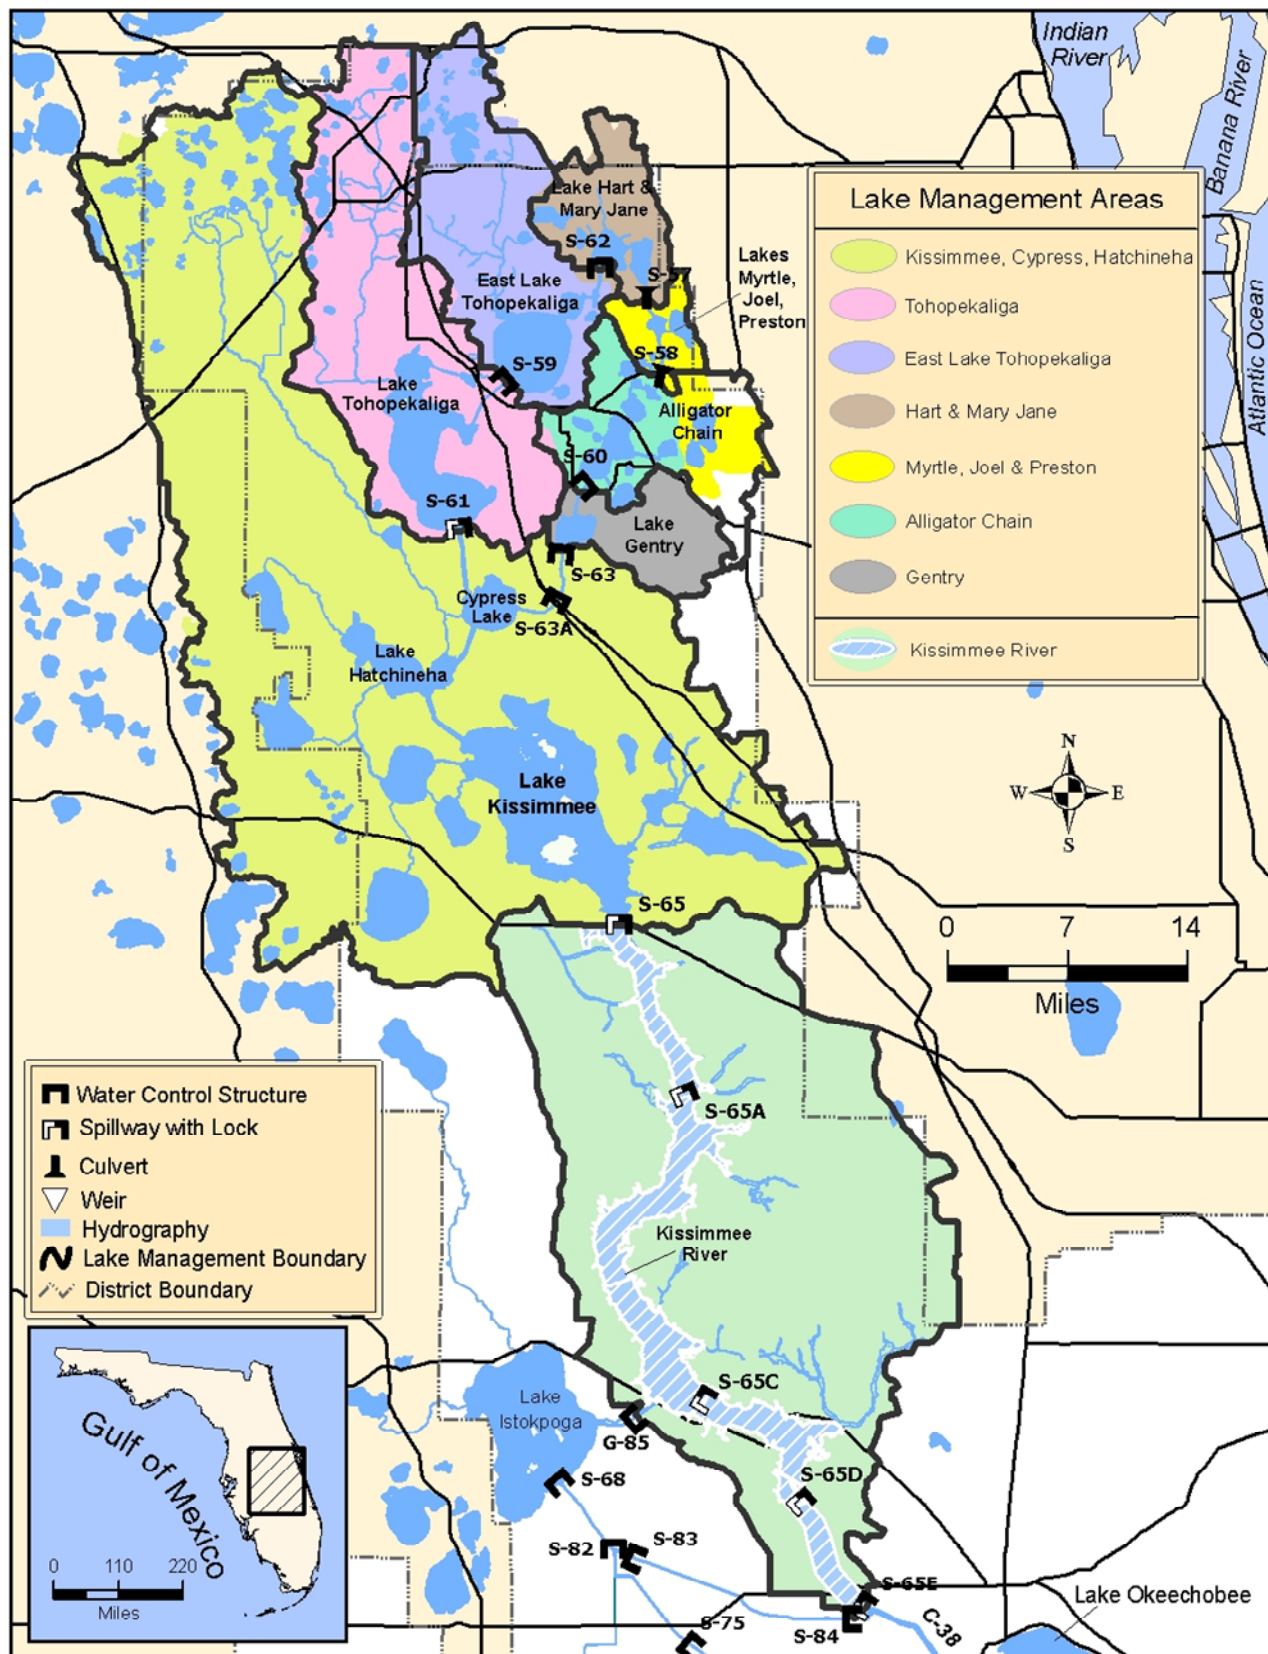 Indian
River
Banana River
Atlantic Ocean
Lake Management Areas
Kissimmee, Cypress, Hatchineha
Tohopekaliga
East Lake Tohopekaliga
Hart & Mary Jane
Myrtle, Joel & Preston
Alligator Chain
Gentry
Kissimmee River
Lake Hart &
Mary Jane
S-62
S-57
Lakes
Myrtle,
Joel,
Preston
East Lake
Tohopekaliga
S-59
S-58
Lake
Tohopekaliga
Alligator
Chain
S-60
S-61
Lake
Gentry
S-63
Cypress
Lake
S-63A
Lake
Hatchineha
Lake
Kissimmee
N
W
E
S
S-65
0 7 14
Miles
S-65A
Kissimmee
River
Water Control Structure
Spillway with Lock
Culvert
Weir
Hydrography
Lake Management Boundary
District Boundary
Gulf of Mexico
0 110 220
Miles
Lake
Istokpoga
S-65C
G-85
S-68
S-65D
S-82
S-83
S-65E
S-75
S-84
C-38
Lake Okeechobee